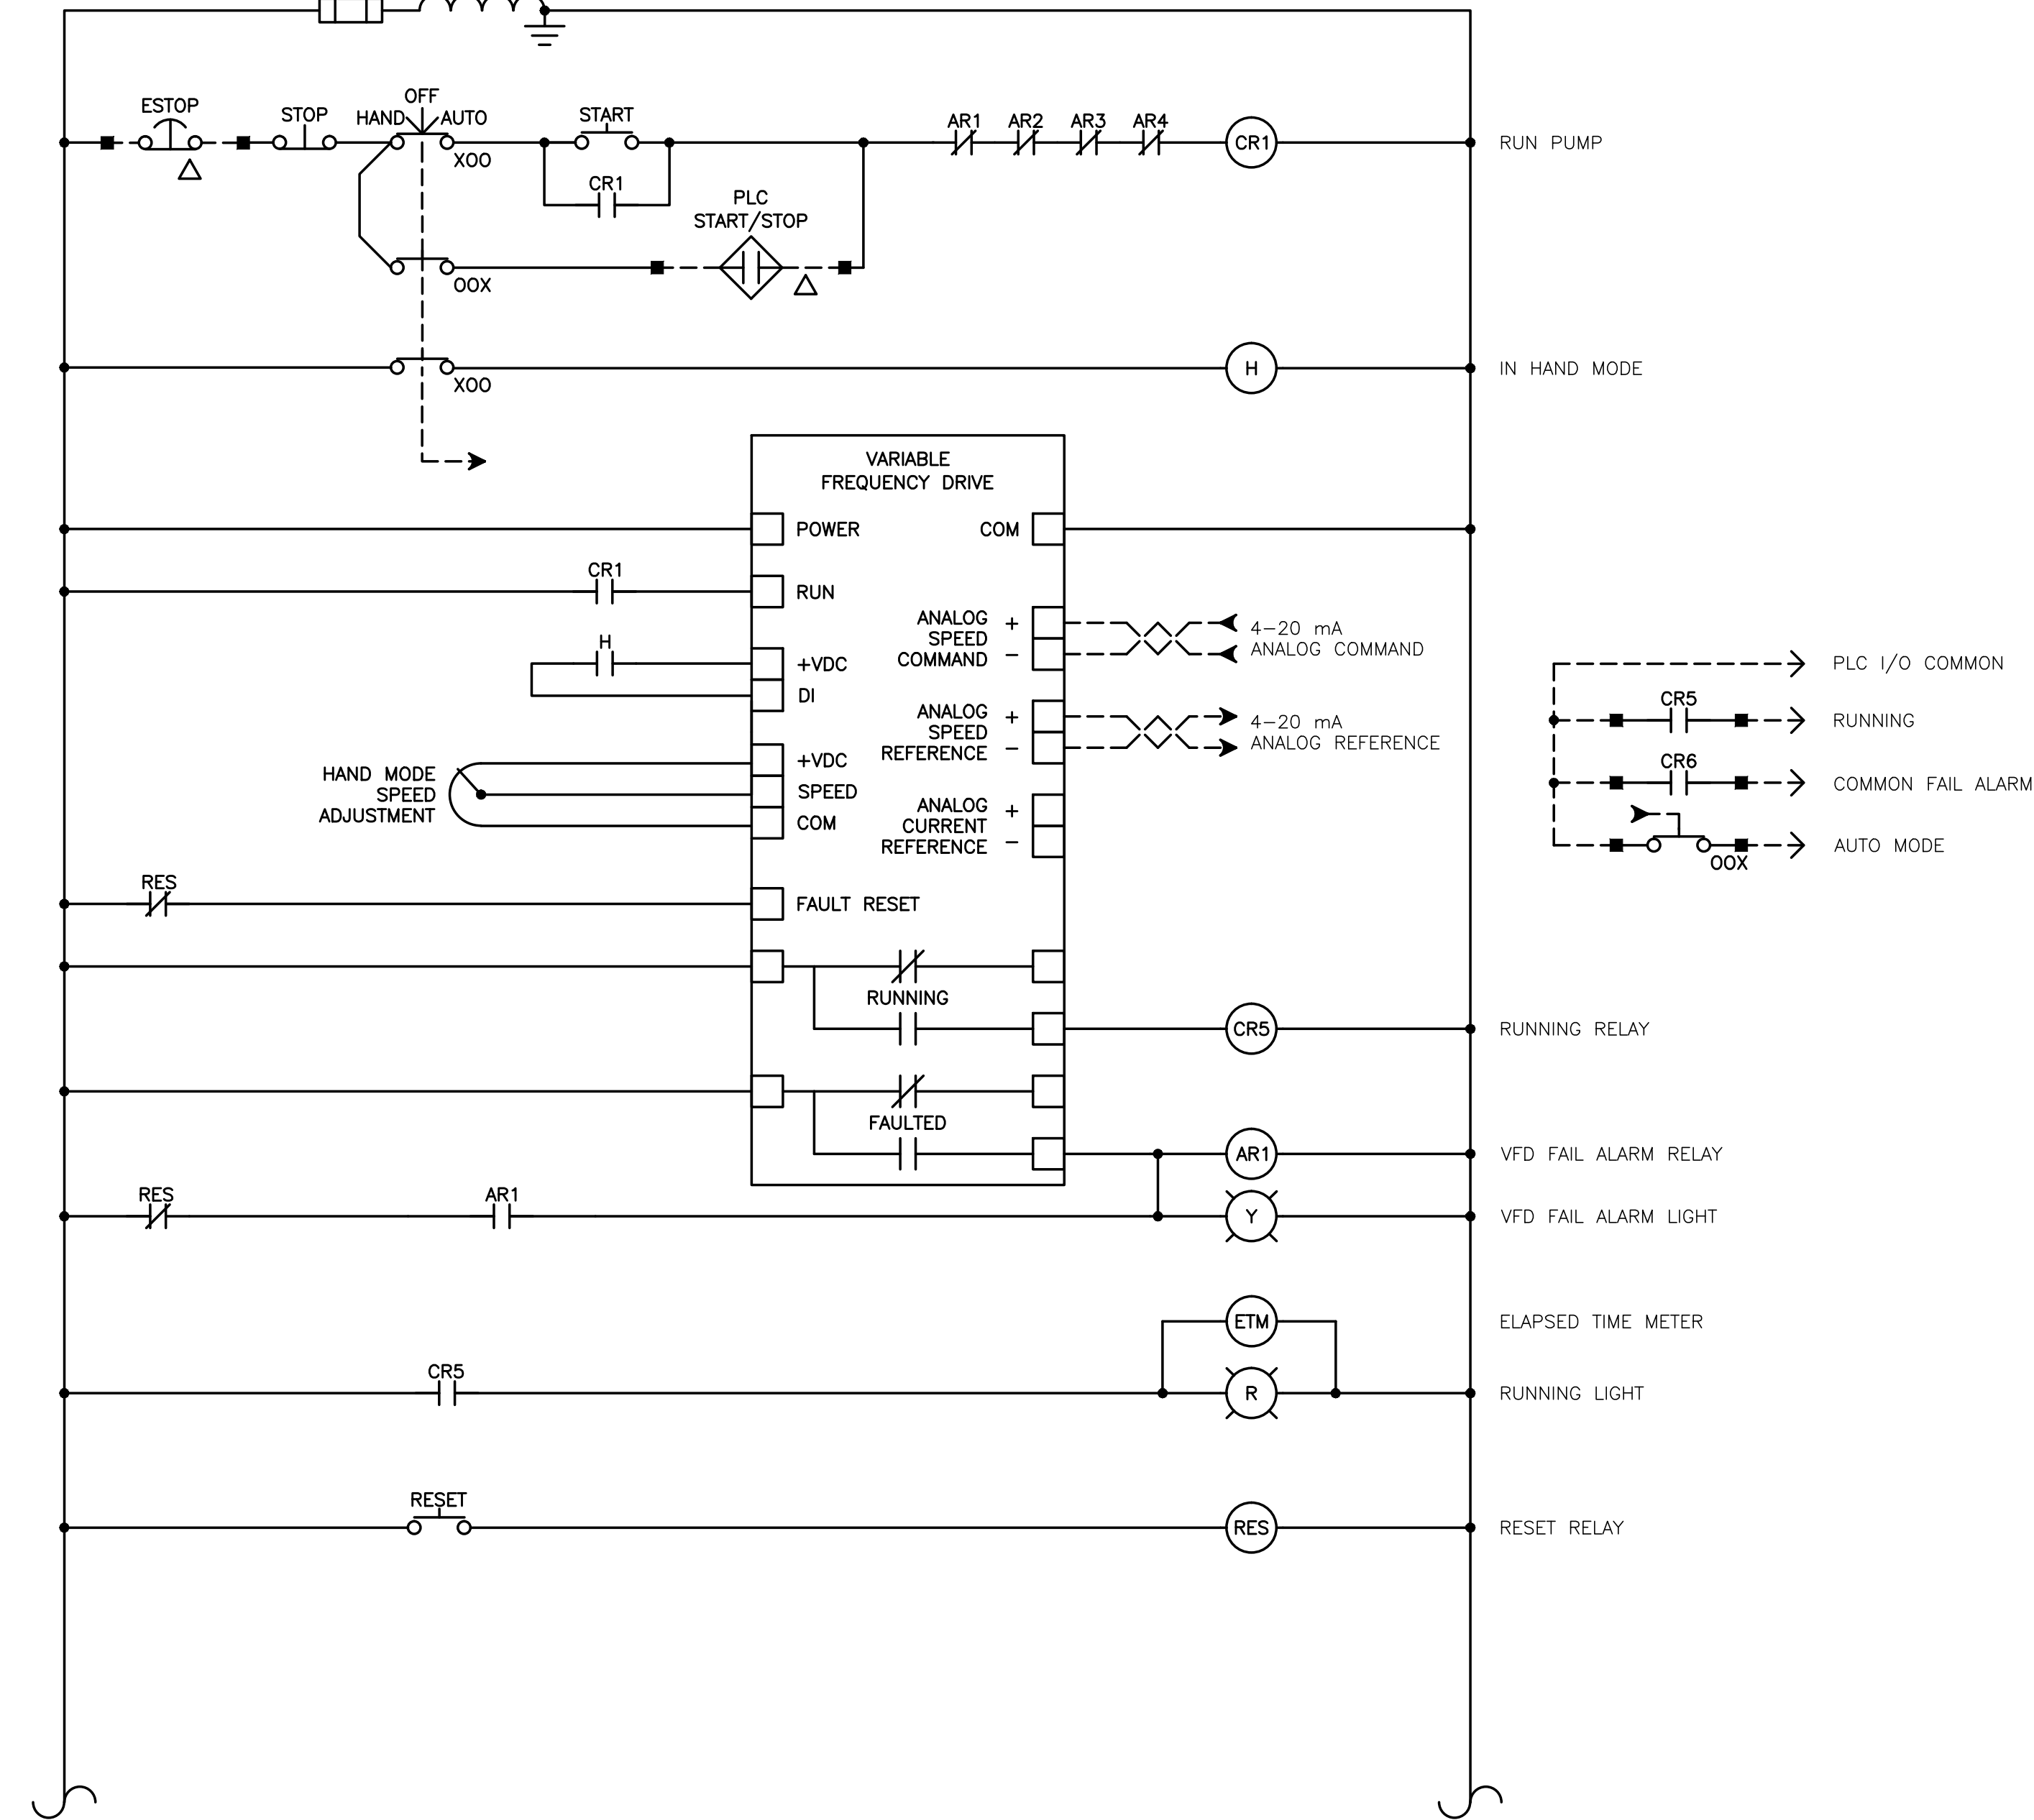 OFF
ESTOP
STOP
HAND
AUTO
START
AR1
AR2
AR3
AR4
CR1
RUN PUMP
XOO
CR1
PLC
START/STOP
OOX
H
IN HAND MODE
XOO
VARIABLE
FREQUENCY DRIVE
POWER
COM
CR1
RUN
ANALOG
SPEED
COMMAND
+
-
4-20 mA
ANALOG COMMAND
H
+VDC
DI
PLC I/O COMMON
CR5
RUNNING
ANALOG
SPEED
REFERENCE
+
-
4-20 mA
ANALOG REFERENCE
CR6
COMMON FAIL ALARM
HAND MODE
SPEED
ADJUSTMENT
+VDC
SPEED
COM
ANALOG
CURRENT
REFERENCE
+
-
AUTO MODE
OOX
RES
FAULT RESET
RUNNING
CR5
RUNNING RELAY
FAULTED
AR1
VFD FAIL ALARM RELAY
RES
AR1
Y
VFD FAIL ALARM LIGHT
ETM
ELAPSED TIME METER
CR5
R
RUNNING LIGHT
RESET
RES
RESET RELAY